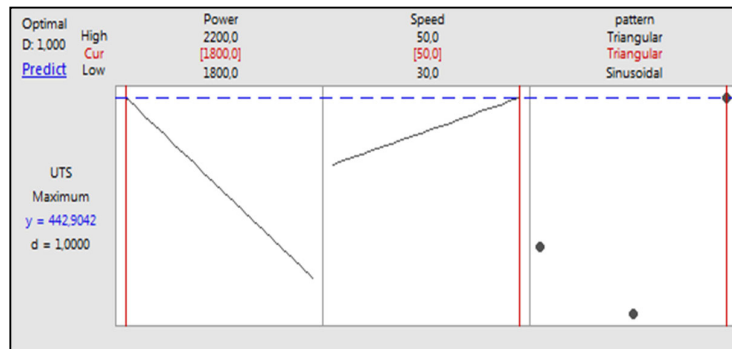 Optimal
D: 1,000
Predict
High
Cur
Low
Power
2200,0
[1800,0]
1800,0
Speed
50,0
[50,0]
30,0
pattern
Triangular
Triangular
Sinusoidal
UTS
Maximum
y = 442,9042
d = 1,0000